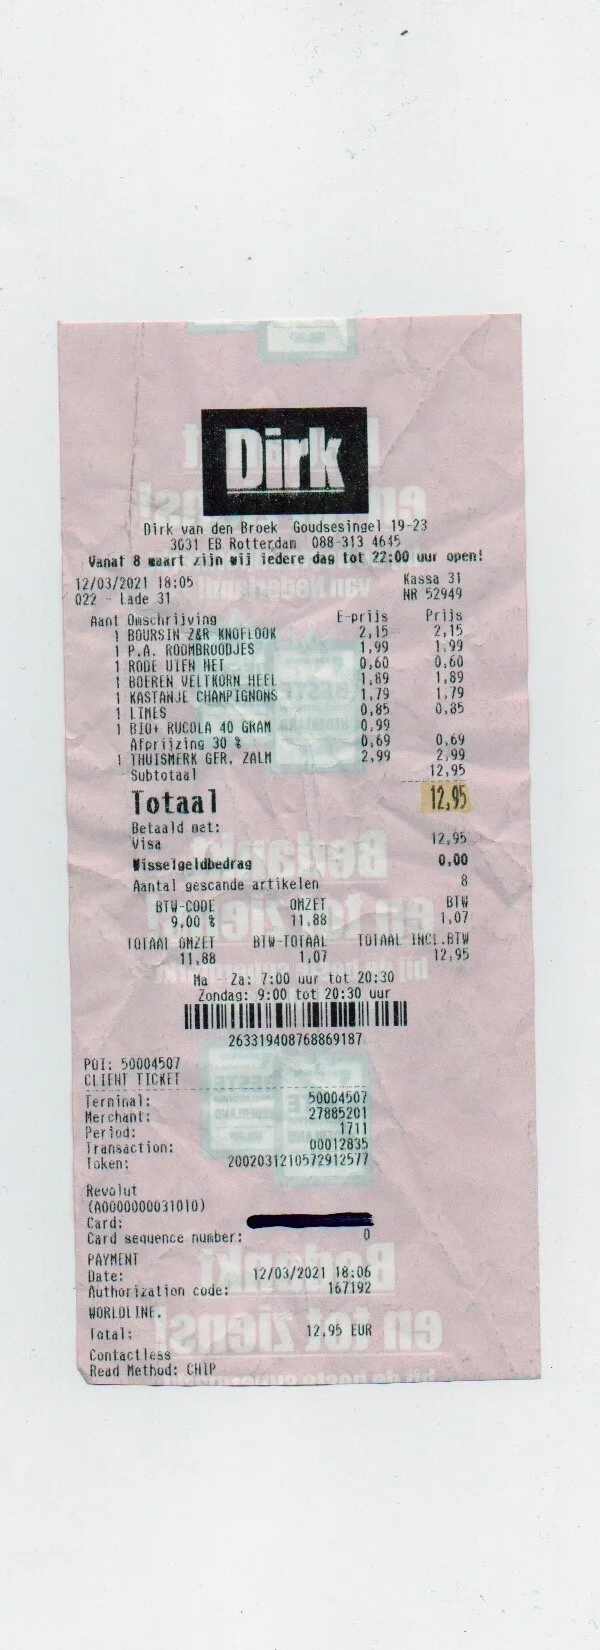 Dirk
Dirk van den Broek Goudsesingel 19-23
3031 EB Rotterdam 088-313 4645
Vanaf 8 maart zijn wij iedere dag tot 22:00 uur open!
12/03/2021 18:05 Kassa 31
022 - Lade 31 NR 52949
Aant Omschrijving E-prijs Prijs
1 BOURSIN Z&R KNOFLOOK 2,15 2,15
1 P.A. ROOMBROODJES 1,99 1,99
1 RODE UIEN NET 0,60 0,60
1 BOEREN VELTKORN HEEL 1,89 1,89
1 KASTANJE CHAMPIGNONS 1,79 1,79
1 LIMES 0,85 0,85
1 BIO+ RUCOLA 40 GRAM 0,99
Afprijzing 30 % 0,69 0,69
1 THUISMERK GER. ZALM 2,99 2,99
Subtotaal 12,95
Totaal 12,95
Betaald met:
Visa 12,95
Wisselgeldbedrag 0,00
Aantal gescande artikelen 8
BTW-CODE OMZET BTW
9,00 % 11,88 1,07
TOTAAL OMZET BTW-TOTAAL TOTAAL INCL.BTW
11,88 1,07 12,95
Ma - Za: 7:00 uur tot 20:30
Zondag: 9:00 tot 20:30 uur
263319408768869187
POI: 50004507
CLIENT TICKET
Terminal: 50004507
Merchant: 27885201
Period: 1711
Transaction: 00012835
Token: 2002031210572912577
Revolut
(A0000000031010)
Card:
Card sequence number: 0
PAYMENT
Date: 12/03/2021 18:06
Authorization code: 167192
WORLDLINE.
Total: 12,95 EUR
Contactless
Read Method: CHIP